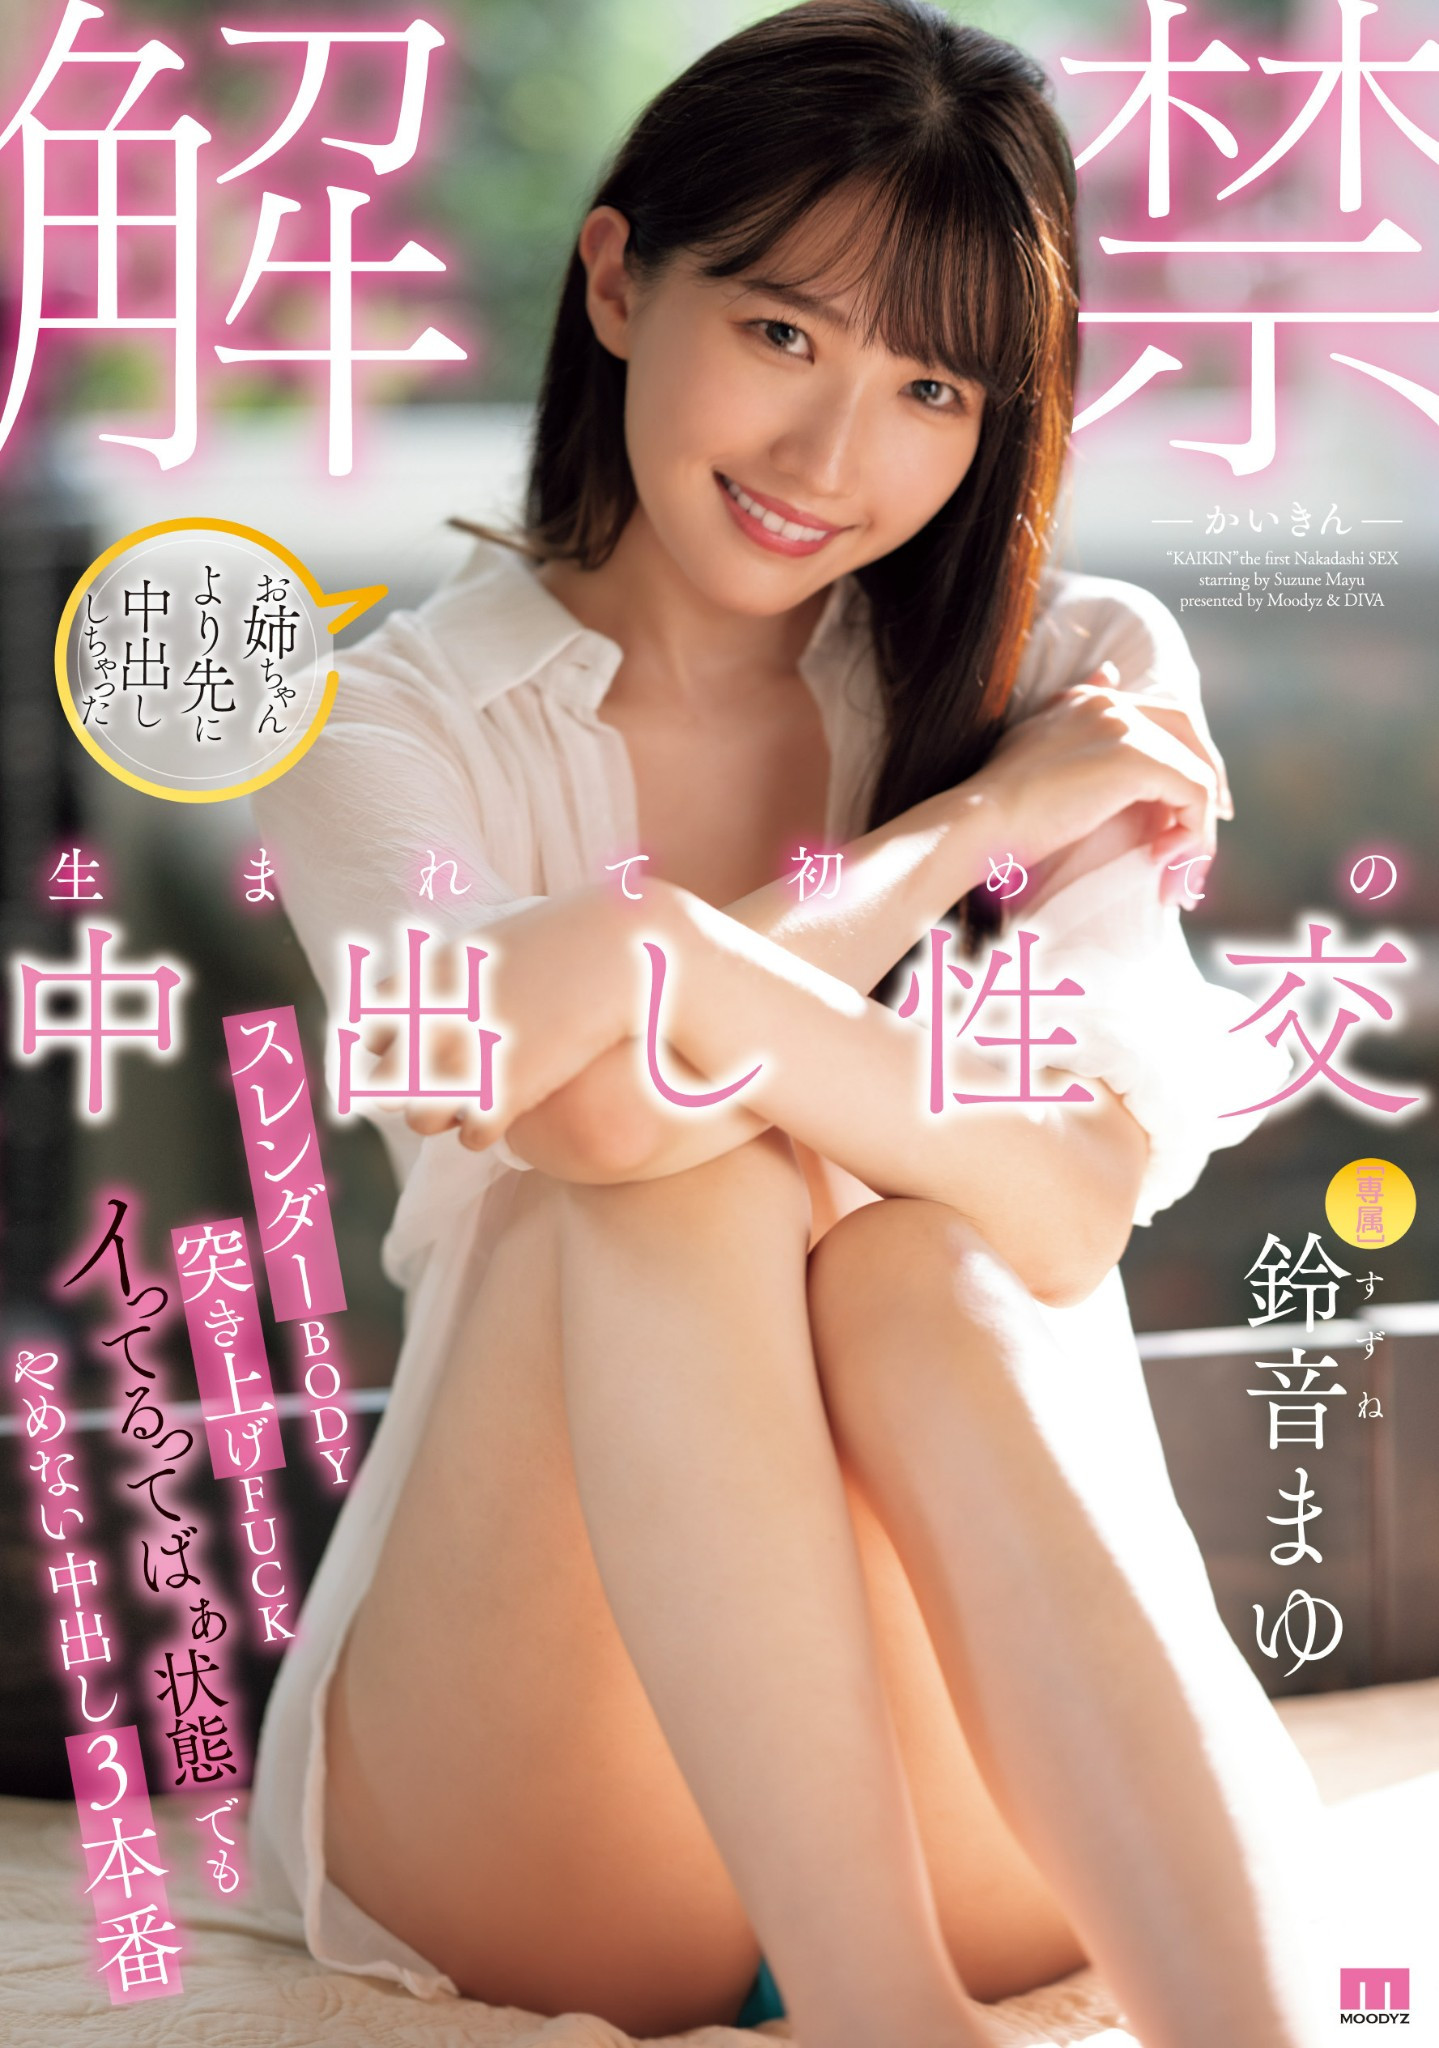 解禁
かいきん
"KAIKIN" the first Nakadashi SEX
starring by Suzune Mayu
presented by Moodyz & DIVA
お姉ちゃん
より先に
中出し
しちゃった
生まれて初めての
中出し性交
スレンダーBODY
突き上げFUCK
イってるってばぁ状態でも
やめない中出し3本番
[専属]
鈴音まゆ
すずね
MOODYZ